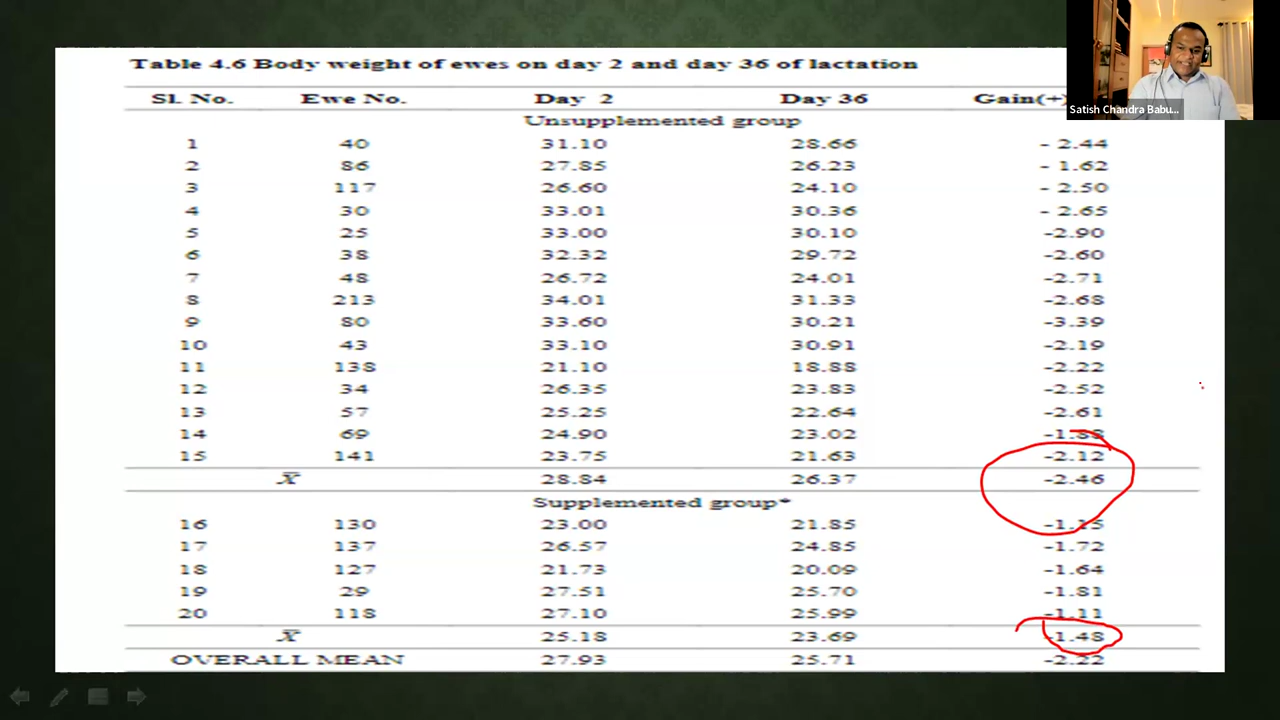 Table 4.6 Body weight of ewes on day 2 and day 36 of lactation
Satish Chandra Babu...
Sl. No. Ewe No. Day 2 Day 36 Gain(+)
Unsupplemented group
1 40 31.10 28.66 - 2.44
2 86 27.85 26.23 - 1.62
3 117 26.60 24.10 - 2.50
4 30 33.01 30.36 - 2.65
5 25 33.00 30.10 -2.90
6 38 32.32 29.72 -2.60
7 48 26.72 24.01 -2.71
8 213 34.01 31.33 -2.68
9 80 33.60 30.21 -3.39
10 43 33.10 30.91 -2.19
11 138 21.10 18.88 -2.22
12 34 26.35 23.83 -2.52
13 57 25.25 22.64 -2.61
14 69 24.90 23.02 -1.88
15 141 23.75 21.63 -2.12
X̅ 28.84 26.37 -2.46
Supplemented group*
16 130 23.00 21.85 -1.15
17 137 26.57 24.85 -1.72
18 127 21.73 20.09 -1.64
19 29 27.51 25.70 -1.81
20 118 27.10 25.99 -1.11
X̅ 25.18 23.69 -1.48
OVERALL MEAN 27.93 25.71 -2.22